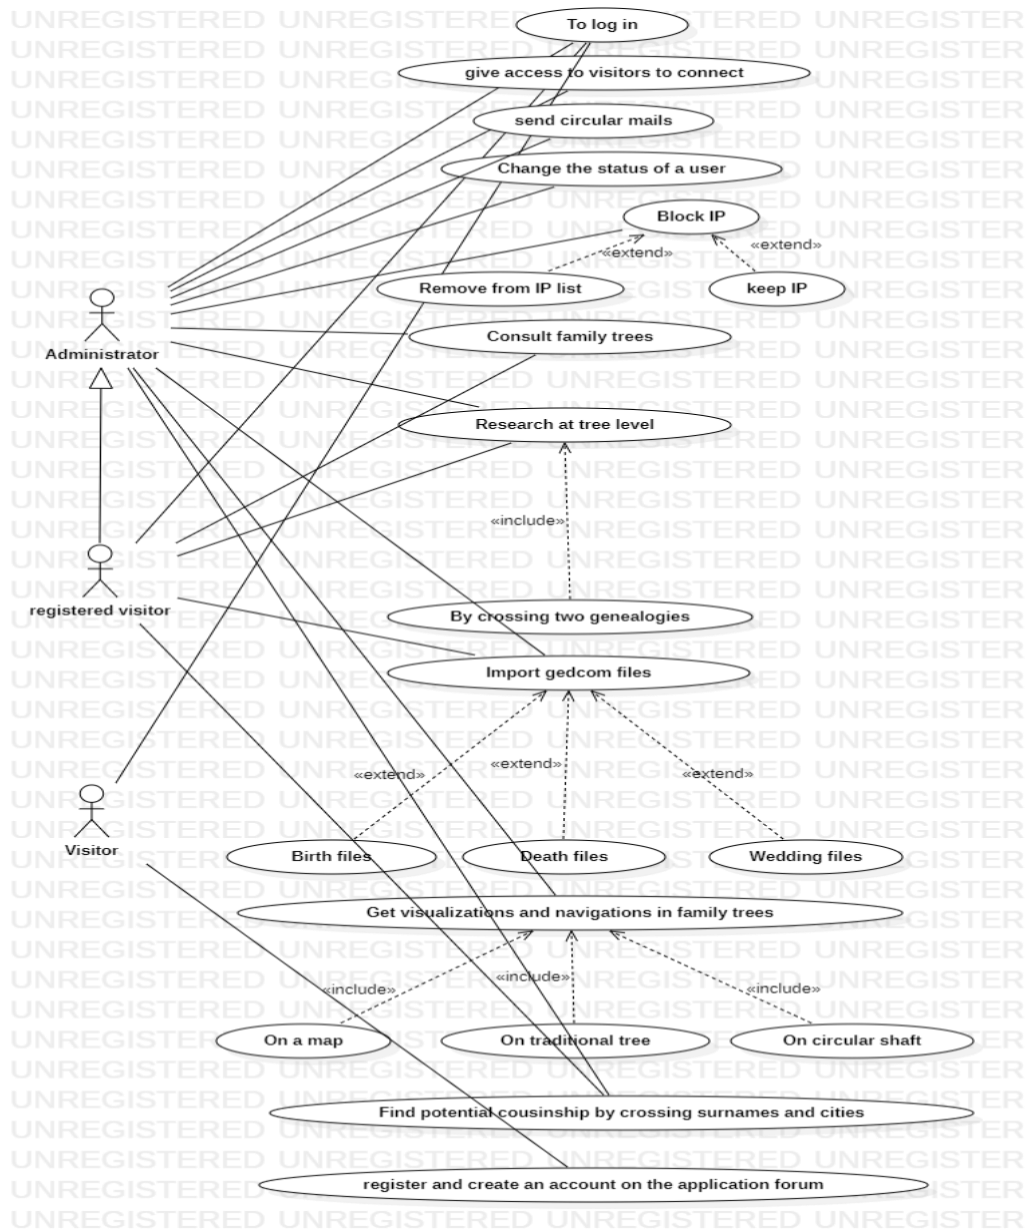 UNREGISTERED UNREGISTERED UNREGISTERED UNREGISTER
To log in
give access to visitors to connect
send circular mails
Change the status of a user
Block IP
«extend»
«extend»
Remove from IP list
keep IP
Consult family trees
Administrator
Research at tree level
«include»
registered visitor
By crossing two genealogies
Import gedcom files
«extend»
«extend»
«extend»
Visitor
Birth files
Death files
Wedding files
Get visualizations and navigations in family trees
«include»
«include»
«include»
On a map
On traditional tree
On circular shaft
Find potential cousinship by crossing surnames and cities
register and create an account on the application forum